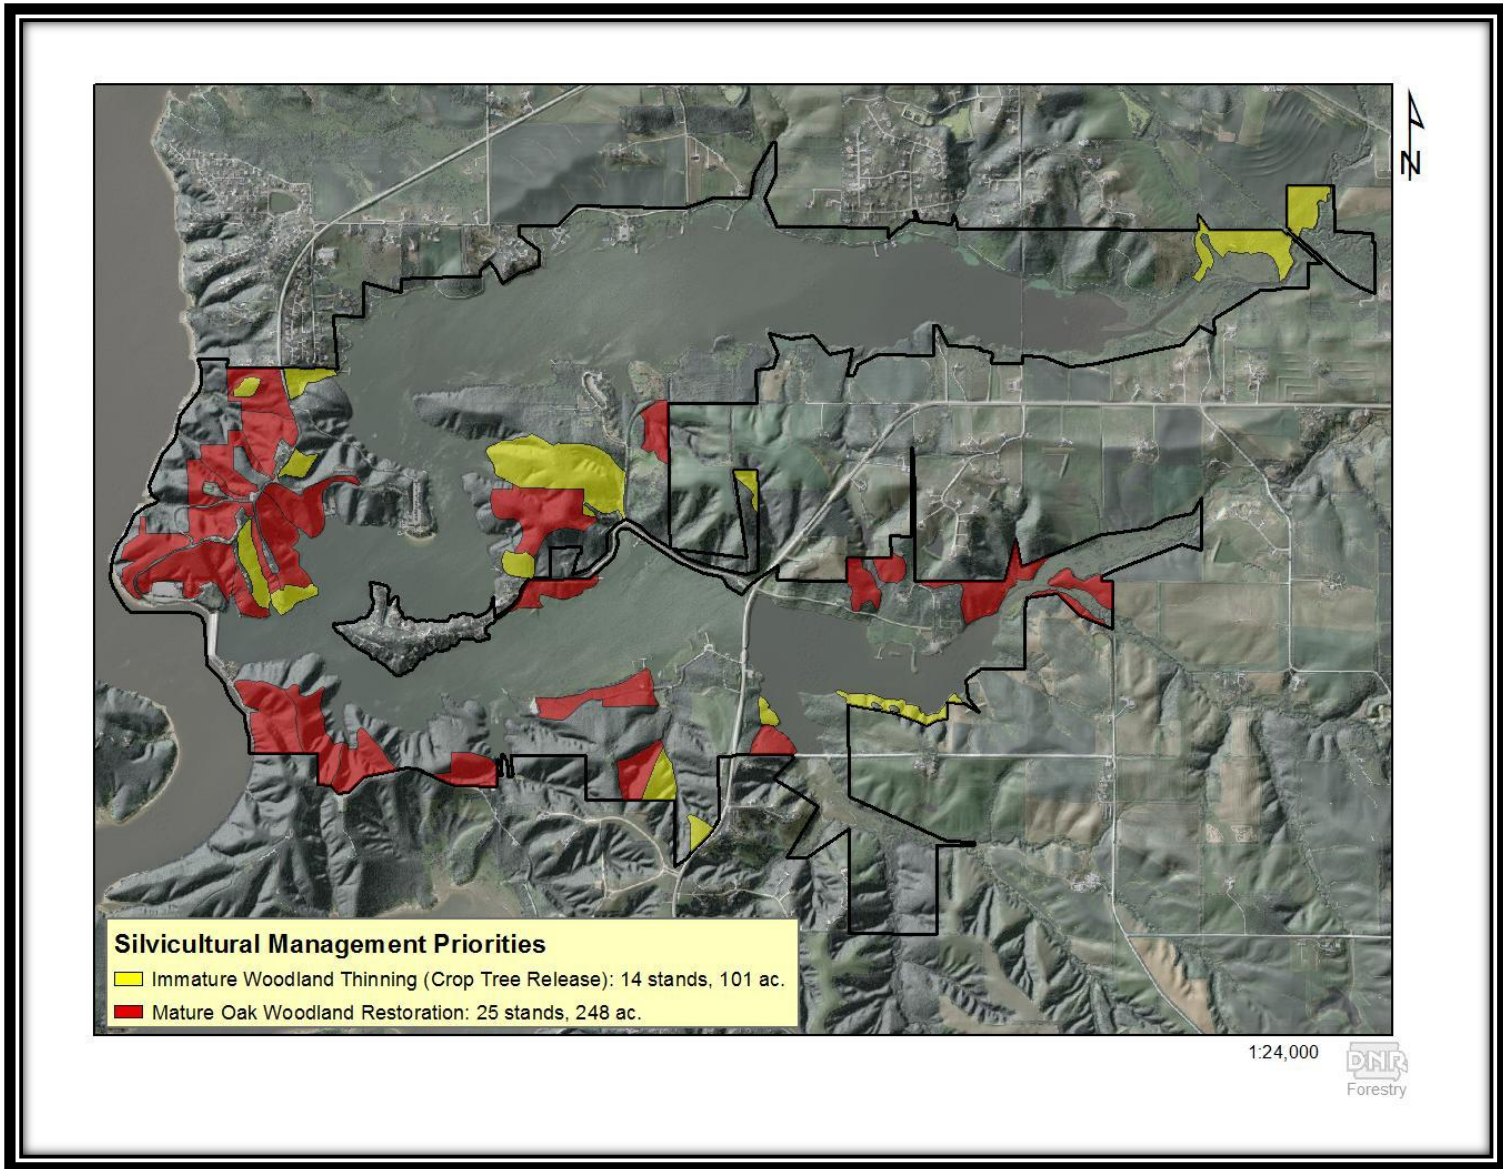 N
Silvicultural Management Priorities
Immature Woodland Thinning (Crop Tree Release): 14 stands, 101 ac.
Mature Oak Woodland Restoration: 25 stands, 248 ac.
1:24,000
DNR
Forestry